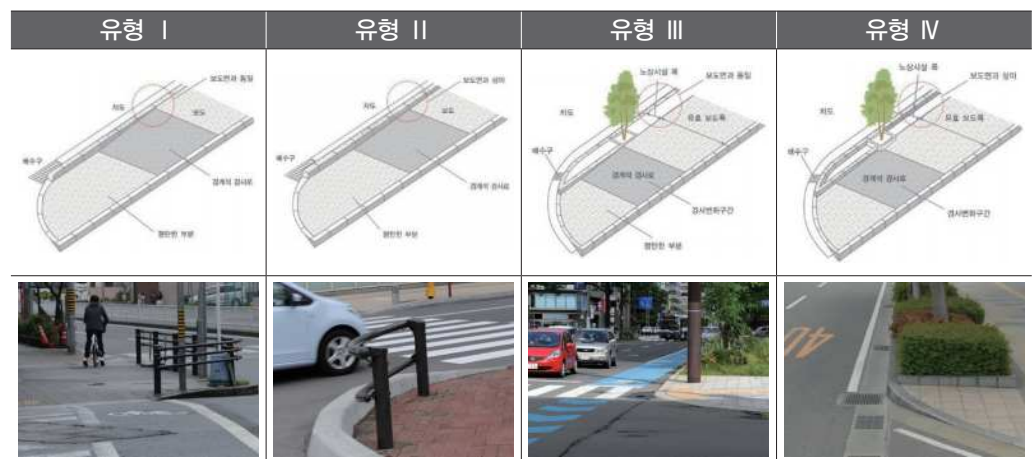 유형 Ⅰ
유형 Ⅱ
유형 Ⅲ
유형 Ⅳ
보도면과 동일
차도
보도
배수구
경계석 경사로
평탄한 부분
보도면과 상이
차도
보도
배수구
경계석 경사로
평탄한 부분
노상시설 폭
보도면과 동일
차도
유효 보도폭
배수구
경계석 경사로
경사변화구간
평탄한 부분
노상시설 폭
보도면과 상이
차도
유효 보도폭
배수구
경계석 경사로
경사변화구간
40